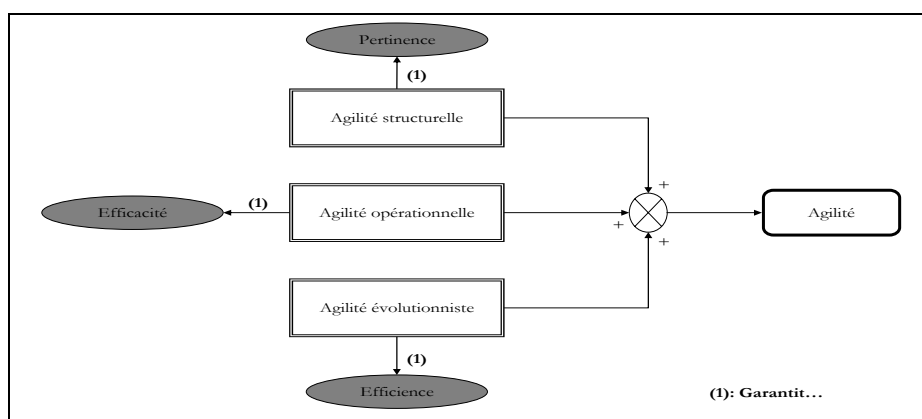 Pertinence
(1)
Agilité structurelle
+
Efficacité
(1)
Agilité opérationnelle
+
Agilité
+
Agilité évolutionniste
(1)
Efficience
(1): Garantit…